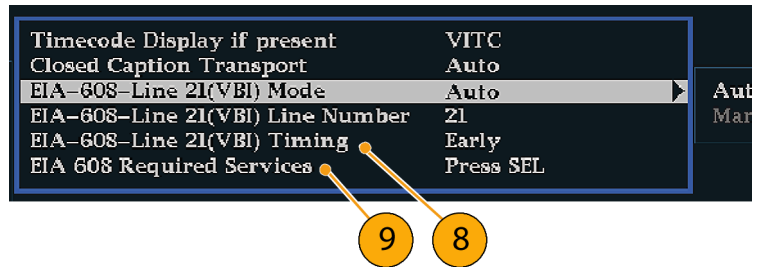 Timecode Display if present VITC
Closed Caption Transport Auto
EIA-608-Line 21(VBI) Mode Auto
EIA-608-Line 21(VBI) Line Number 21
EIA-608-Line 21(VBI) Timing Early
EIA 608 Required Services Press SEL
Aut
Mar
9 8